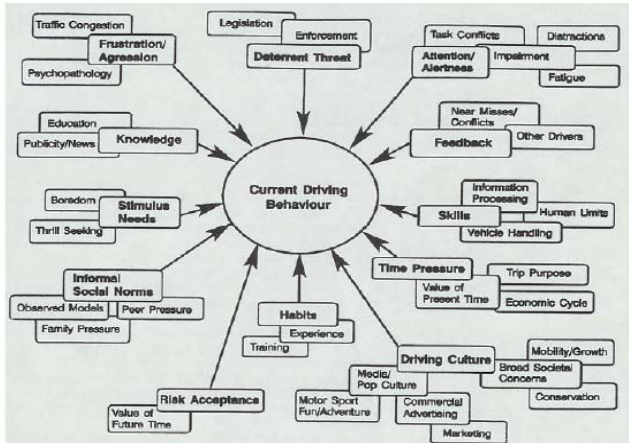 Traffic Congestion
Frustration/
Agression
Psychopathology
Legislation
Enforcement
Deterrent Threat
Task Conflicts
Distractions
Attention/
Alertness
Impairment
Fatigue
Education
Publicity/News
Knowledge
Near Misses/
Conflicts
Other Drivers
Feedback
Current Driving
Behaviour
Boredom
Stimulus
Needs
Thrill Seeking
Information
Processing
Skills
Human Limits
Vehicle Handling
Informal
Social Norms
Observed Models
Peer Pressure
Family Pressure
Time Pressure
Trip Purpose
Value of
Present Time
Economic Cycle
Habits
Experience
Training
Risk Acceptance
Value of
Future Time
Driving Culture
Mobility/Growth
Broad Societal
Concerns
Conservation
Media/
Pop Culture
Motor Sport
Fun/Adventure
Commercial
Advertising
Marketing